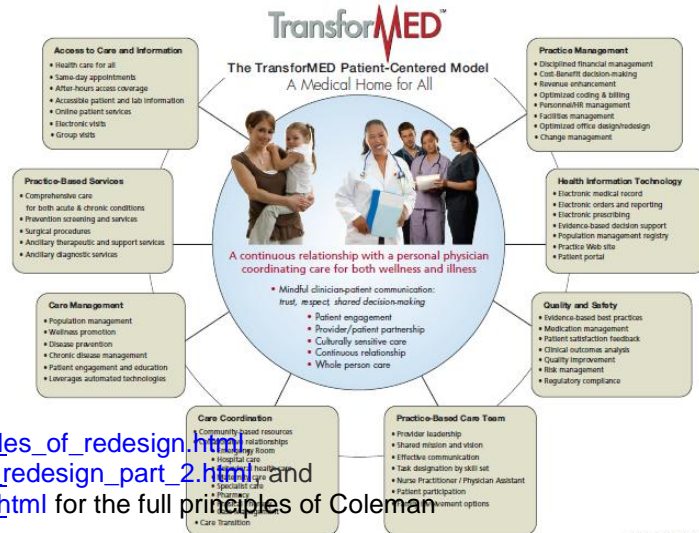 TransforMED™
The TransforMED Patient-Centered Model
A Medical Home for All
Access to Care and Information
• Health care for all
• Same-day appointments
• After-hours access coverage
• Accessible patient and lab information
• Online patient services
• Electronic visits
• Group visits
Practice-Based Services
• Comprehensive care
for both acute & chronic conditions
• Prevention screening and services
• Surgical procedures
• Ancillary therapeutic and support services
• Ancillary diagnostic services
Care Management
• Population management
• Wellness promotion
• Disease prevention
• Chronic disease management
• Patient engagement and education
• Leverages automated technologies
Care Coordination
• Community-based resources
• Collaborative relationships
Emergency Room
• Hospital care
• Behavioral health care
• Maternity care
• Specialist care
• Pharmacy
• Care Transition
Practice Management
• Disciplined financial management
• Cost-Benefit decision-making
• Revenue enhancement
• Optimized coding & billing
• Personnel/HR management
• Facilities management
• Optimized office design/redesign
• Change management
Health Information Technology
• Electronic medical record
• Electronic orders and reporting
• Electronic prescribing
• Evidence-based decision support
• Population management registry
• Practice Web site
• Patient portal
Quality and Safety
• Evidence-based best practices
• Medication management
• Patient satisfaction feedback
• Clinical outcomes analysis
• Quality improvement
• Risk management
• Regulatory compliance
Practice-Based Care Team
• Provider leadership
• Shared mission and vision
• Effective communication
• Task designation by skill set
• Nurse Practitioner / Physician Assistant
• Patient participation
• involvement options
A continuous relationship with a personal physician
coordinating care for both wellness and illness
• Mindful clinician-patient communication:
trust, respect, shared decision-making
• Patient engagement
• Provider/patient partnership
• Culturally sensitive care
• Continuous relationship
• Whole person care
les_of_redesign.html,
_redesign_part_2.html, and
html for the full principles of Coleman